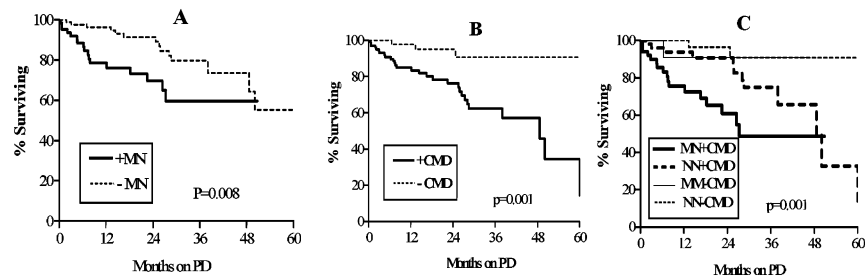 A
100
80
60
40
20
0
% Surviving
+MN
- MN
P=0.008
0 12 24 36 48 60
Months on PD
B
100
80
60
40
20
0
% Surviving
+CMD
- CMD
p=0.001
0 12 24 36 48 60
Months on PD
C
100
80
60
40
20
0
% Surviving
MN+CMD
NN+CMD
MM-CMD
NN-CMD
p=0.001
0 12 24 36 48 60
Months on PD